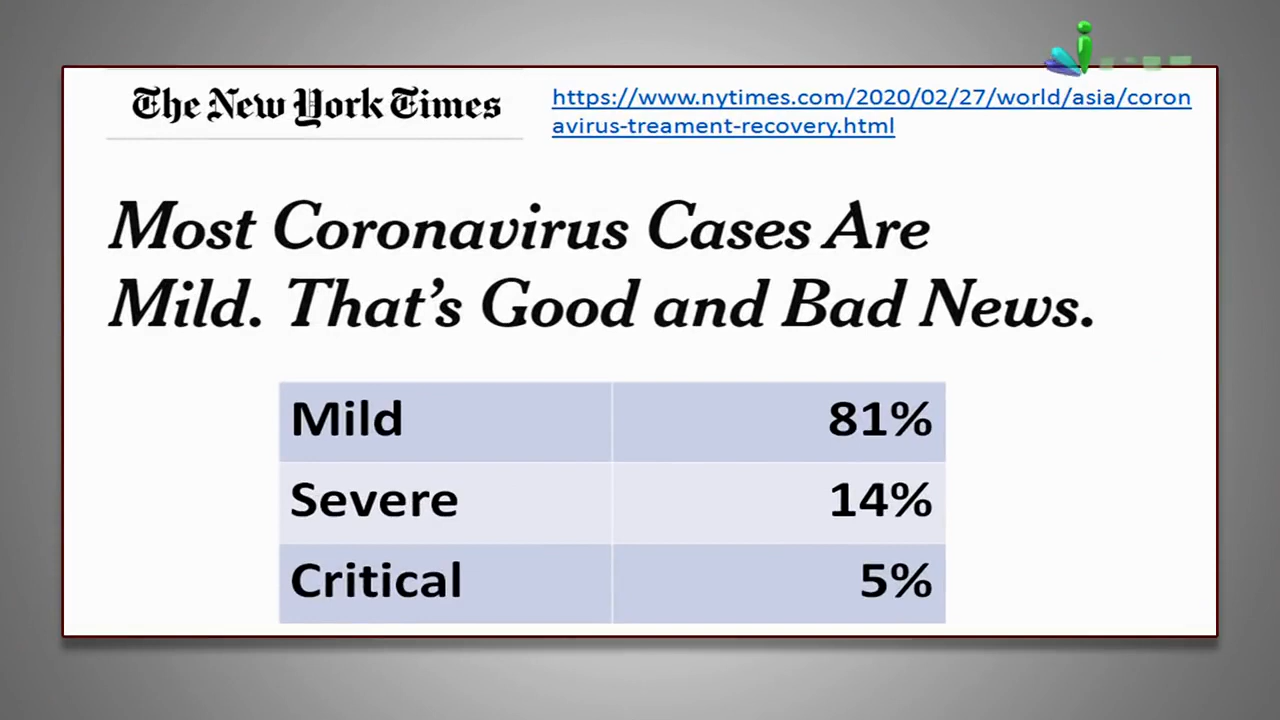 The New York Times
https://www.nytimes.com/2020/02/27/world/asia/coron
avirus-treament-recovery.html
Most Coronavirus Cases Are
Mild. That's Good and Bad News.
Mild 81%
Severe 14%
Critical 5%